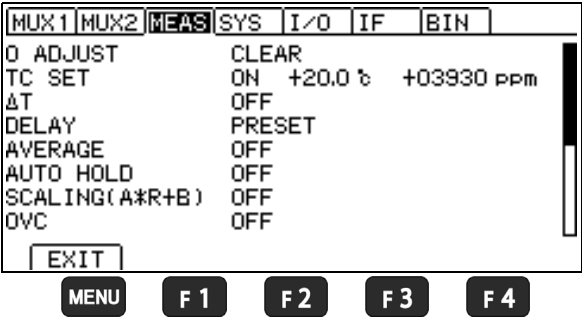 MUX1 MUX2 MEAS SYS I/O IF BIN
0 ADJUST CLEAR
TC SET ON +20.0 ℃ +03930 ppm
ΔT OFF
DELAY PRESET
AVERAGE OFF
AUTO HOLD OFF
SCALING(A*R+B) OFF
OVC OFF
EXIT
MENU F1 F2 F3 F4